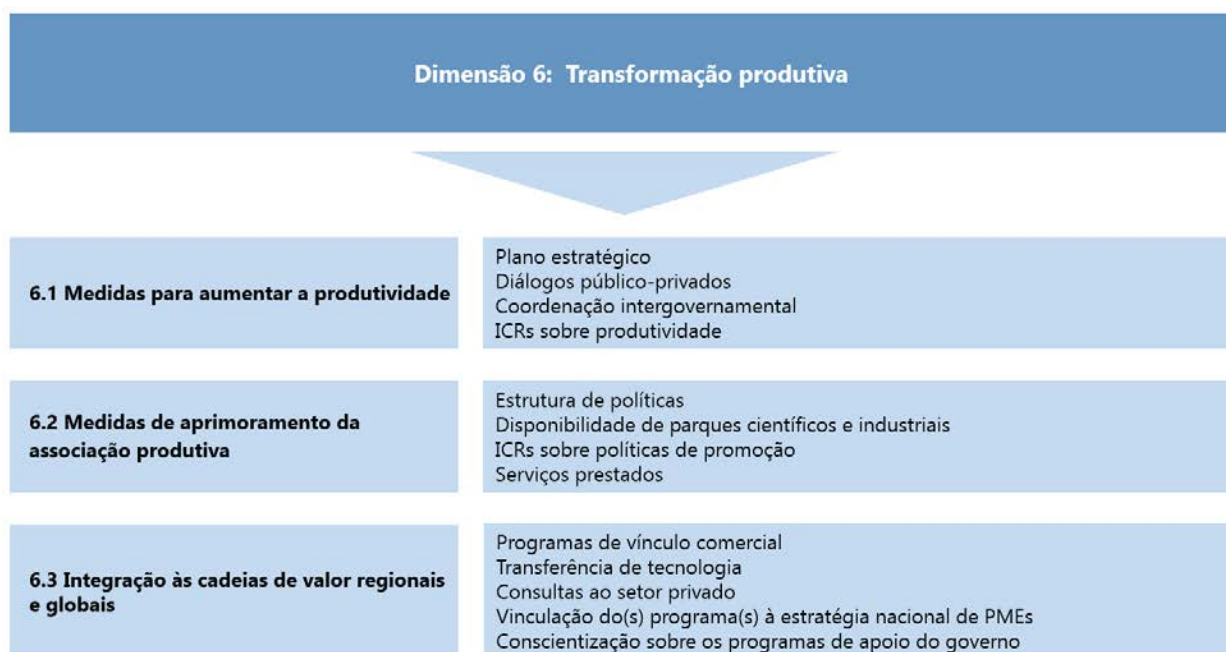 Dimensão 6: Transformação produtiva
6.1 Medidas para aumentar a produtividade
Plano estratégico
Diálogos público-privados
Coordenação intergovernamental
ICRs sobre produtividade
6.2 Medidas de aprimoramento da
associação produtiva
Estrutura de políticas
Disponibilidade de parques científicos e industriais
ICRs sobre políticas de promoção
Serviços prestados
6.3 Integração às cadeias de valor regionais
e globais
Programas de vínculo comercial
Transferência de tecnologia
Consultas ao setor privado
Vinculação do(s) programa(s) à estratégia nacional de PMEs
Conscientização sobre os programas de apoio do governo